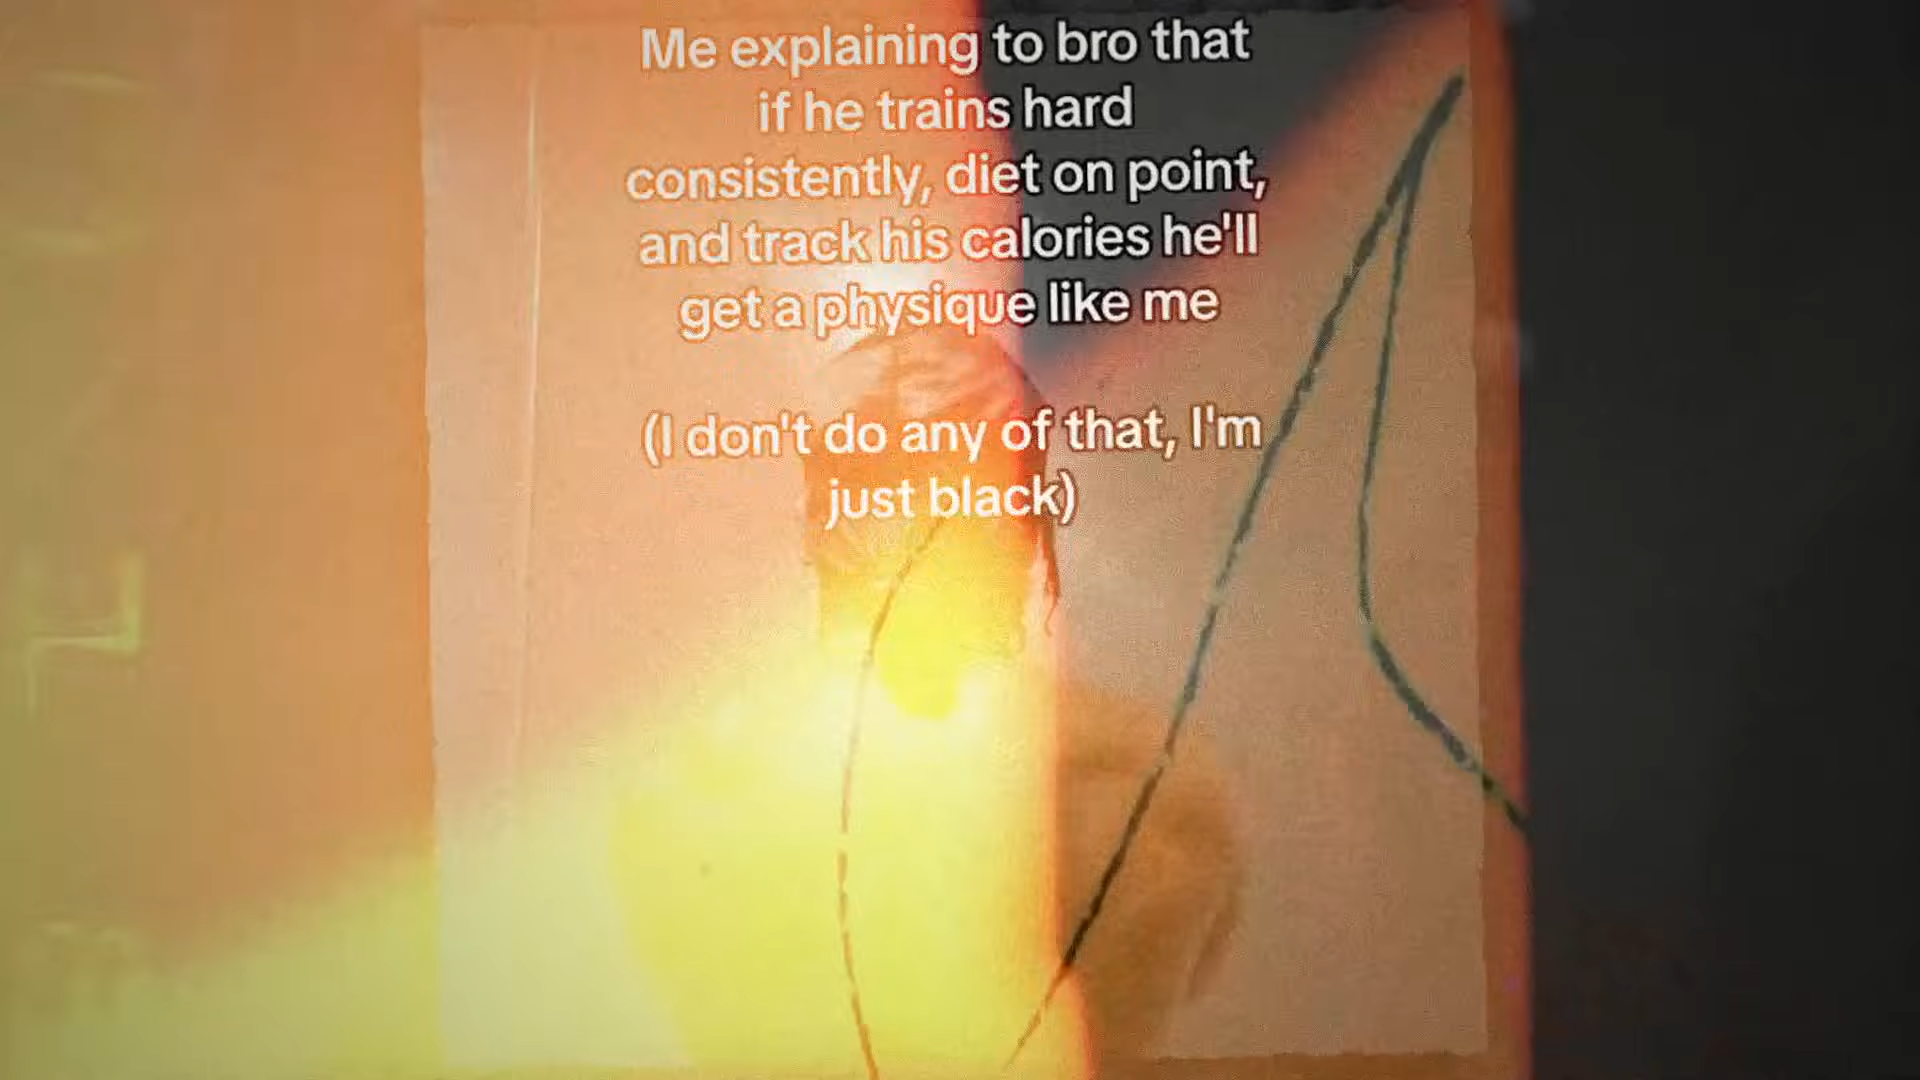 Me explaining to bro that
if he trains hard
consistently, diet on point,
and track his calories he'll
get a physique like me
(I don't do any of that, I'm
just black)